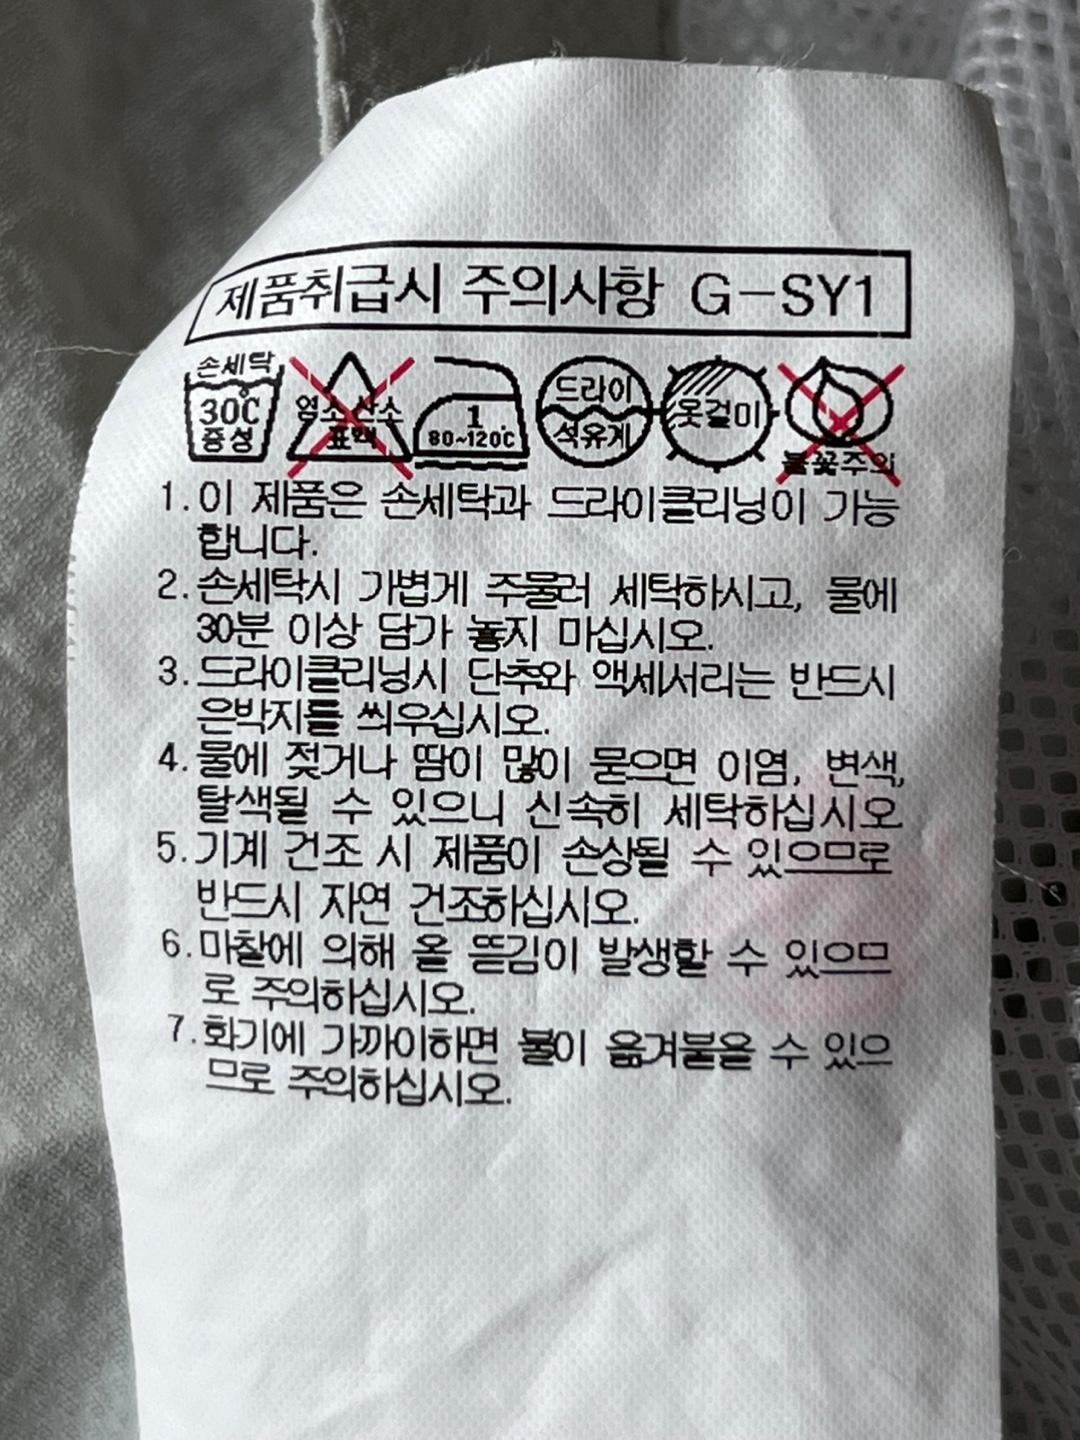 제품취급시 주의사항 G-SY1
손세탁
30℃
중성
염소 산소
표백
1
80~120℃
드라이
석유계
옷걸이
불꽃주의
1.이 제품은 손세탁과 드라이클리닝이 가능
합니다.
2.손세탁시 가볍게 주물러 세탁하시고, 물에
30분 이상 담가 놓지 마십시오.
3.드라이클리닝시 단추와 액세서리는 반드시
은박지를 씌우십시오.
4.물에 젖거나 땀이 많이 묻으면 이염, 변색,
탈색될 수 있으니 신속히 세탁하십시오
5.기계 건조 시 제품이 손상될 수 있으므로
반드시 자연 건조하십시오.
6.마찰에 의해 올 뜯김이 발생할 수 있으므
로 주의하십시오.
7.화기에 가까이하면 불이 옮겨붙을 수 있으
므로 주의하십시오.